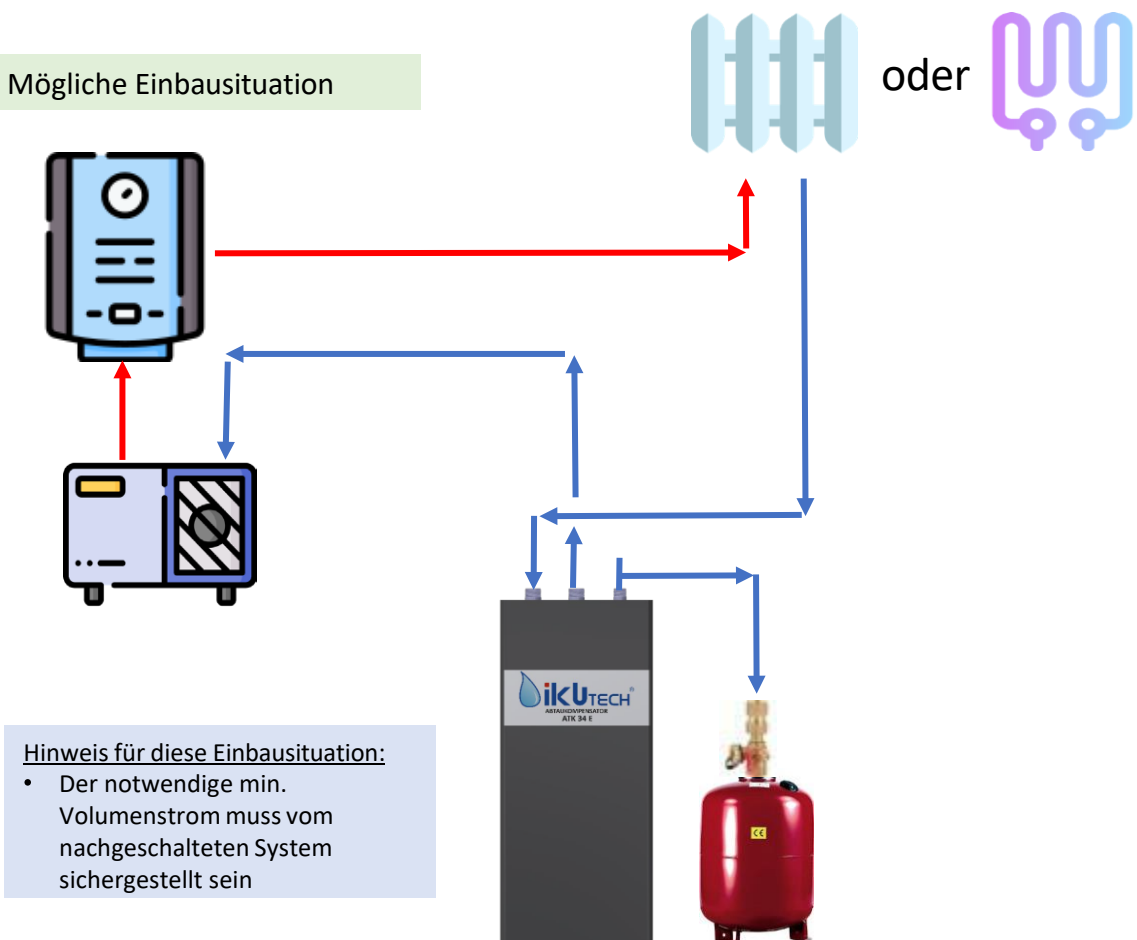 Mögliche Einbausituation
oder
ikUTECH®
ABTAUKOMPENSATOR
ATK 34 E
CE
Hinweis für diese Einbausituation:
• Der notwendige min.
Volumenstrom muss vom
nachgeschalteten System
sichergestellt sein